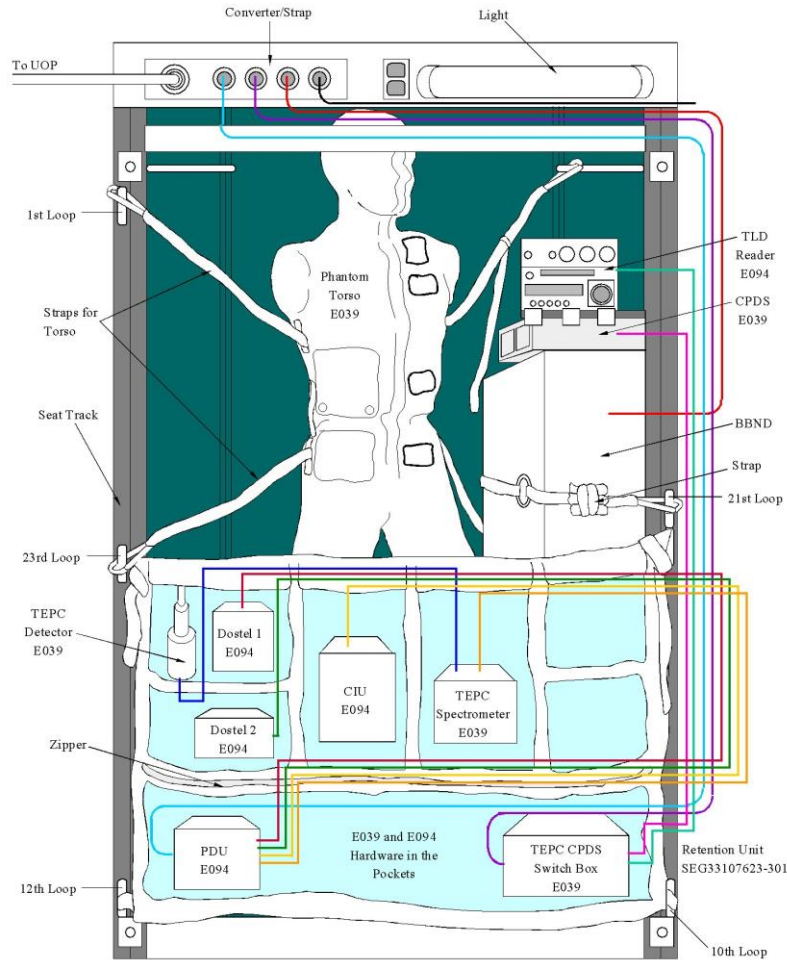 Converter/Strap
Light
To UOP
1st Loop
Phantom
Torso
E039
TLD
Reader
E094
CPDS
E039
Straps for
Torso
Seat Track
BBND
Strap
21st Loop
23rd Loop
TEPC
Detector
E039
Dostel 1
E094
CIU
E094
TEPC
Spectrometer
E039
Dostel 2
E094
Zipper
PDU
E094
E039 and E094
Hardware in the
Pockets
TEPC CPDS
Switch Box
E039
Retention Unit
SEG33107623-301
12th Loop
10th Loop